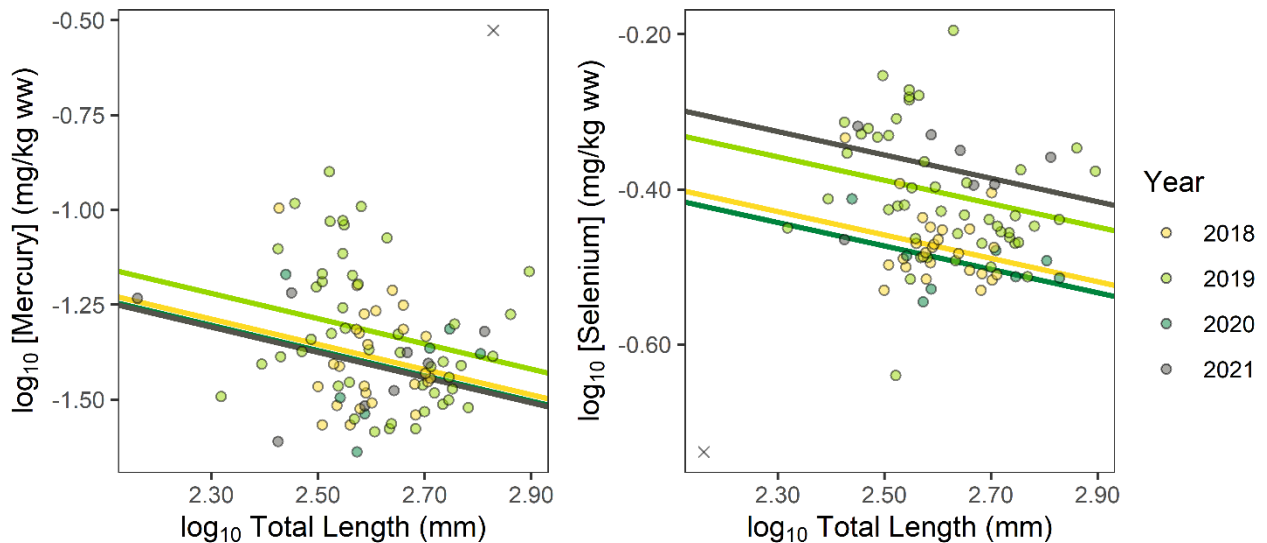 log₁₀ [Mercury] (mg/kg ww)
-0.50
-0.75
-1.00
-1.25
-1.50
2.30 2.50 2.70 2.90
log₁₀ Total Length (mm)
log₁₀ [Selenium] (mg/kg ww)
-0.20
-0.40
-0.60
2.30 2.50 2.70 2.90
log₁₀ Total Length (mm)
Year
2018
2019
2020
2021